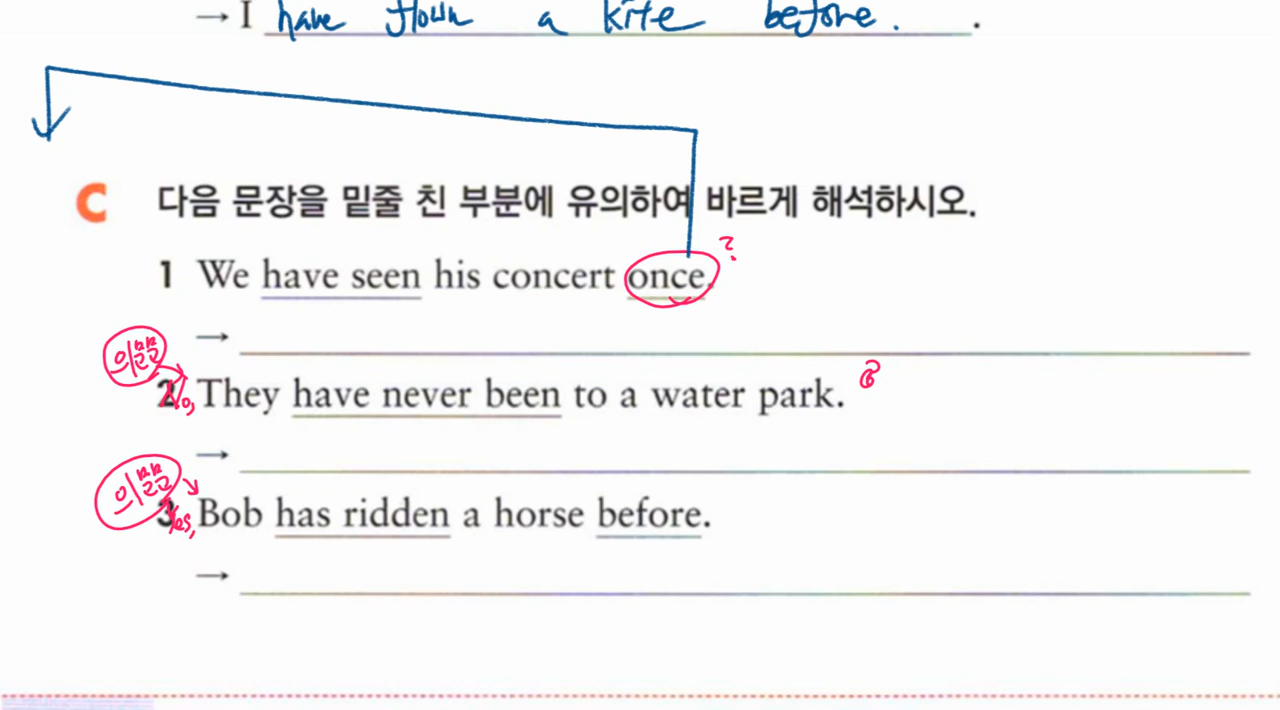 → I have flown a kite before. .
C 다음 문장을 밑줄 친 부분에 유의하여 바르게 해석하시오.
1 We have seen his concert once. ?
→
의문문
2 No, They have never been to a water park.
→
의문문
3 Yes, Bob has ridden a horse before.
→